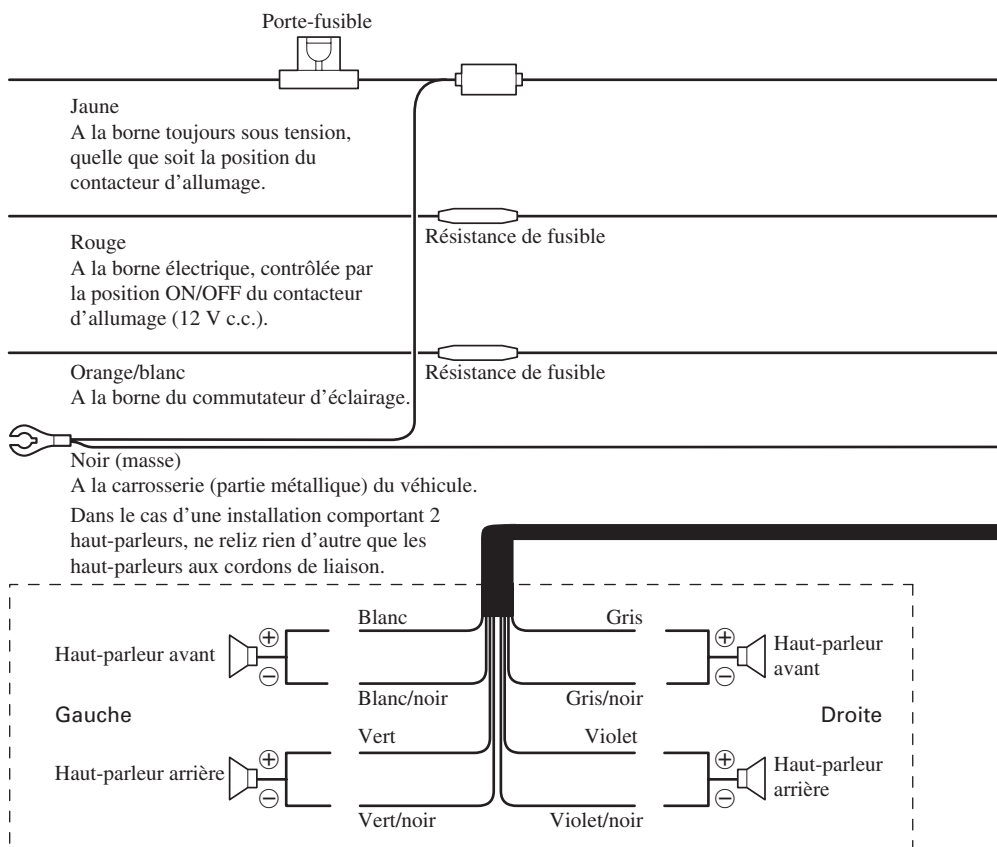 Porte-fusible
Jaune
A la borne toujours sous tension,
quelle que soit la position du
contacteur d'allumage.
Résistance de fusible
Rouge
A la borne électrique, contrôlée par
la position ON/OFF du contacteur
d'allumage (12 V c.c.).
Résistance de fusible
Orange/blanc
A la borne du commutateur d'éclairage.
Noir (masse)
A la carrosserie (partie métallique) du véhicule.
Dans le cas d'une installation comportant 2
haut-parleurs, ne reliz rien d'autre que les
haut-parleurs aux cordons de liaison.
Blanc
Gris
+
+
Haut-parleur avant
Haut-parleur
avant
−
−
Blanc/noir
Gris/noir
Gauche
Droite
Vert
Violet
+
+
Haut-parleur arrière
Haut-parleur
arrière
−
−
Vert/noir
Violet/noir